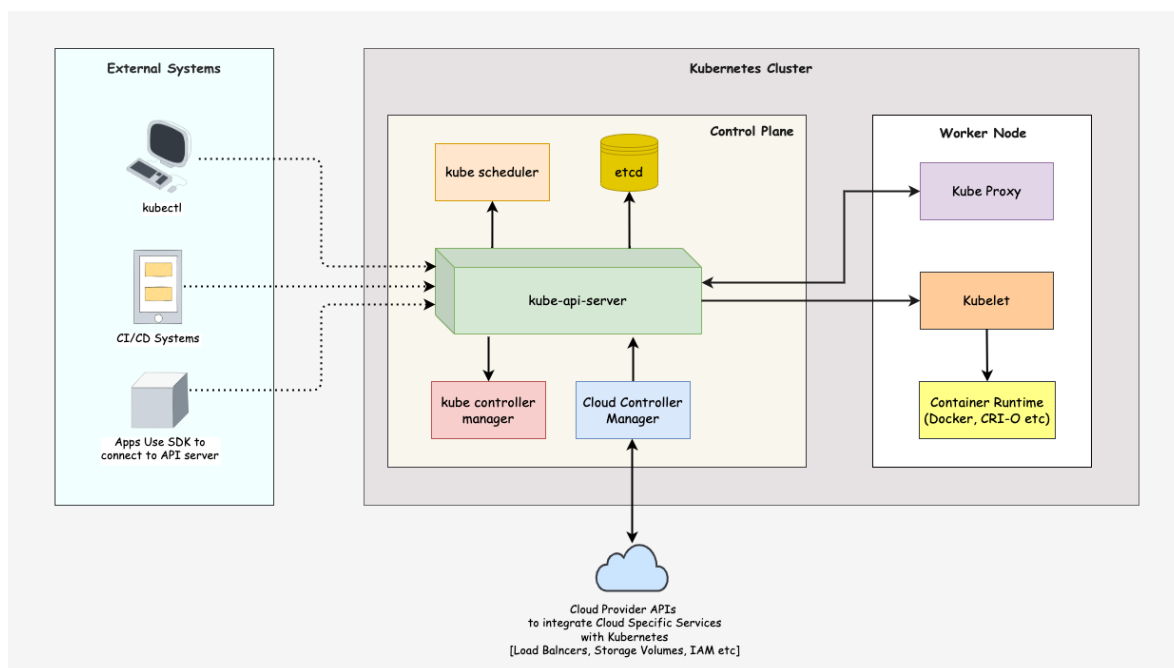 External Systems
kubectl
CI/CD Systems
Apps Use SDK to
connect to API server
Kubernetes Cluster
Control Plane
kube scheduler
etcd
kube-api-server
kube controller
manager
Cloud Controller
Manager
Worker Node
Kube Proxy
Kubelet
Container Runtime
(Docker, CRI-O etc)
Cloud Provider APIs
to integrate Cloud Specific Services
with Kubernetes
[Load Balncers, Storage Volumes, IAM etc]